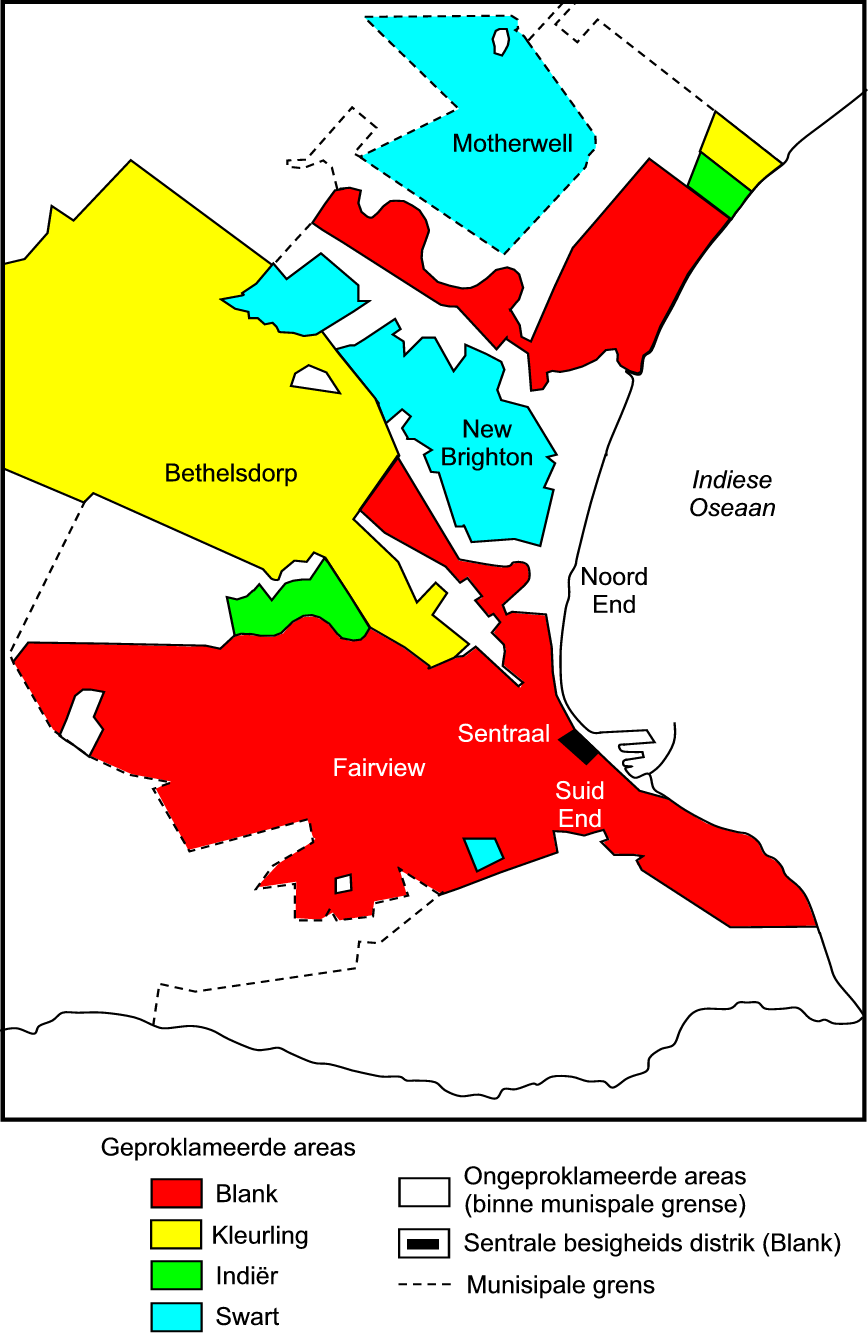 Motherwell
New
Brighton
Bethelsdorp
Indiese
Oseaan
Noord
End
Sentraal
Fairview
Suid
End
Geproklameerde areas
Blank
Kleurling
Indiër
Swart
Ongeproklameerde areas
(binne munispale grense)
Sentrale besigheids distrik (Blank)
Munisipale grens